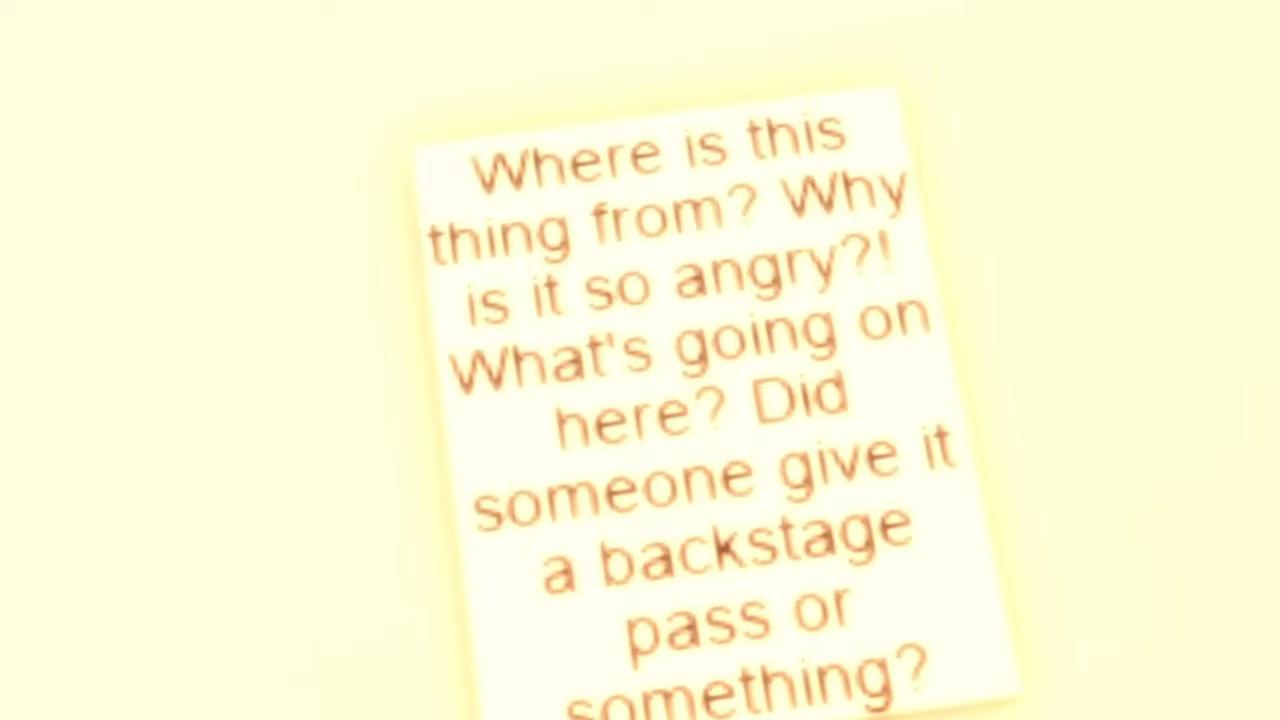 Where is this
thing from? Why
is it so angry?!
What's going on
here? Did
someone give it
a backstage
pass or
something?